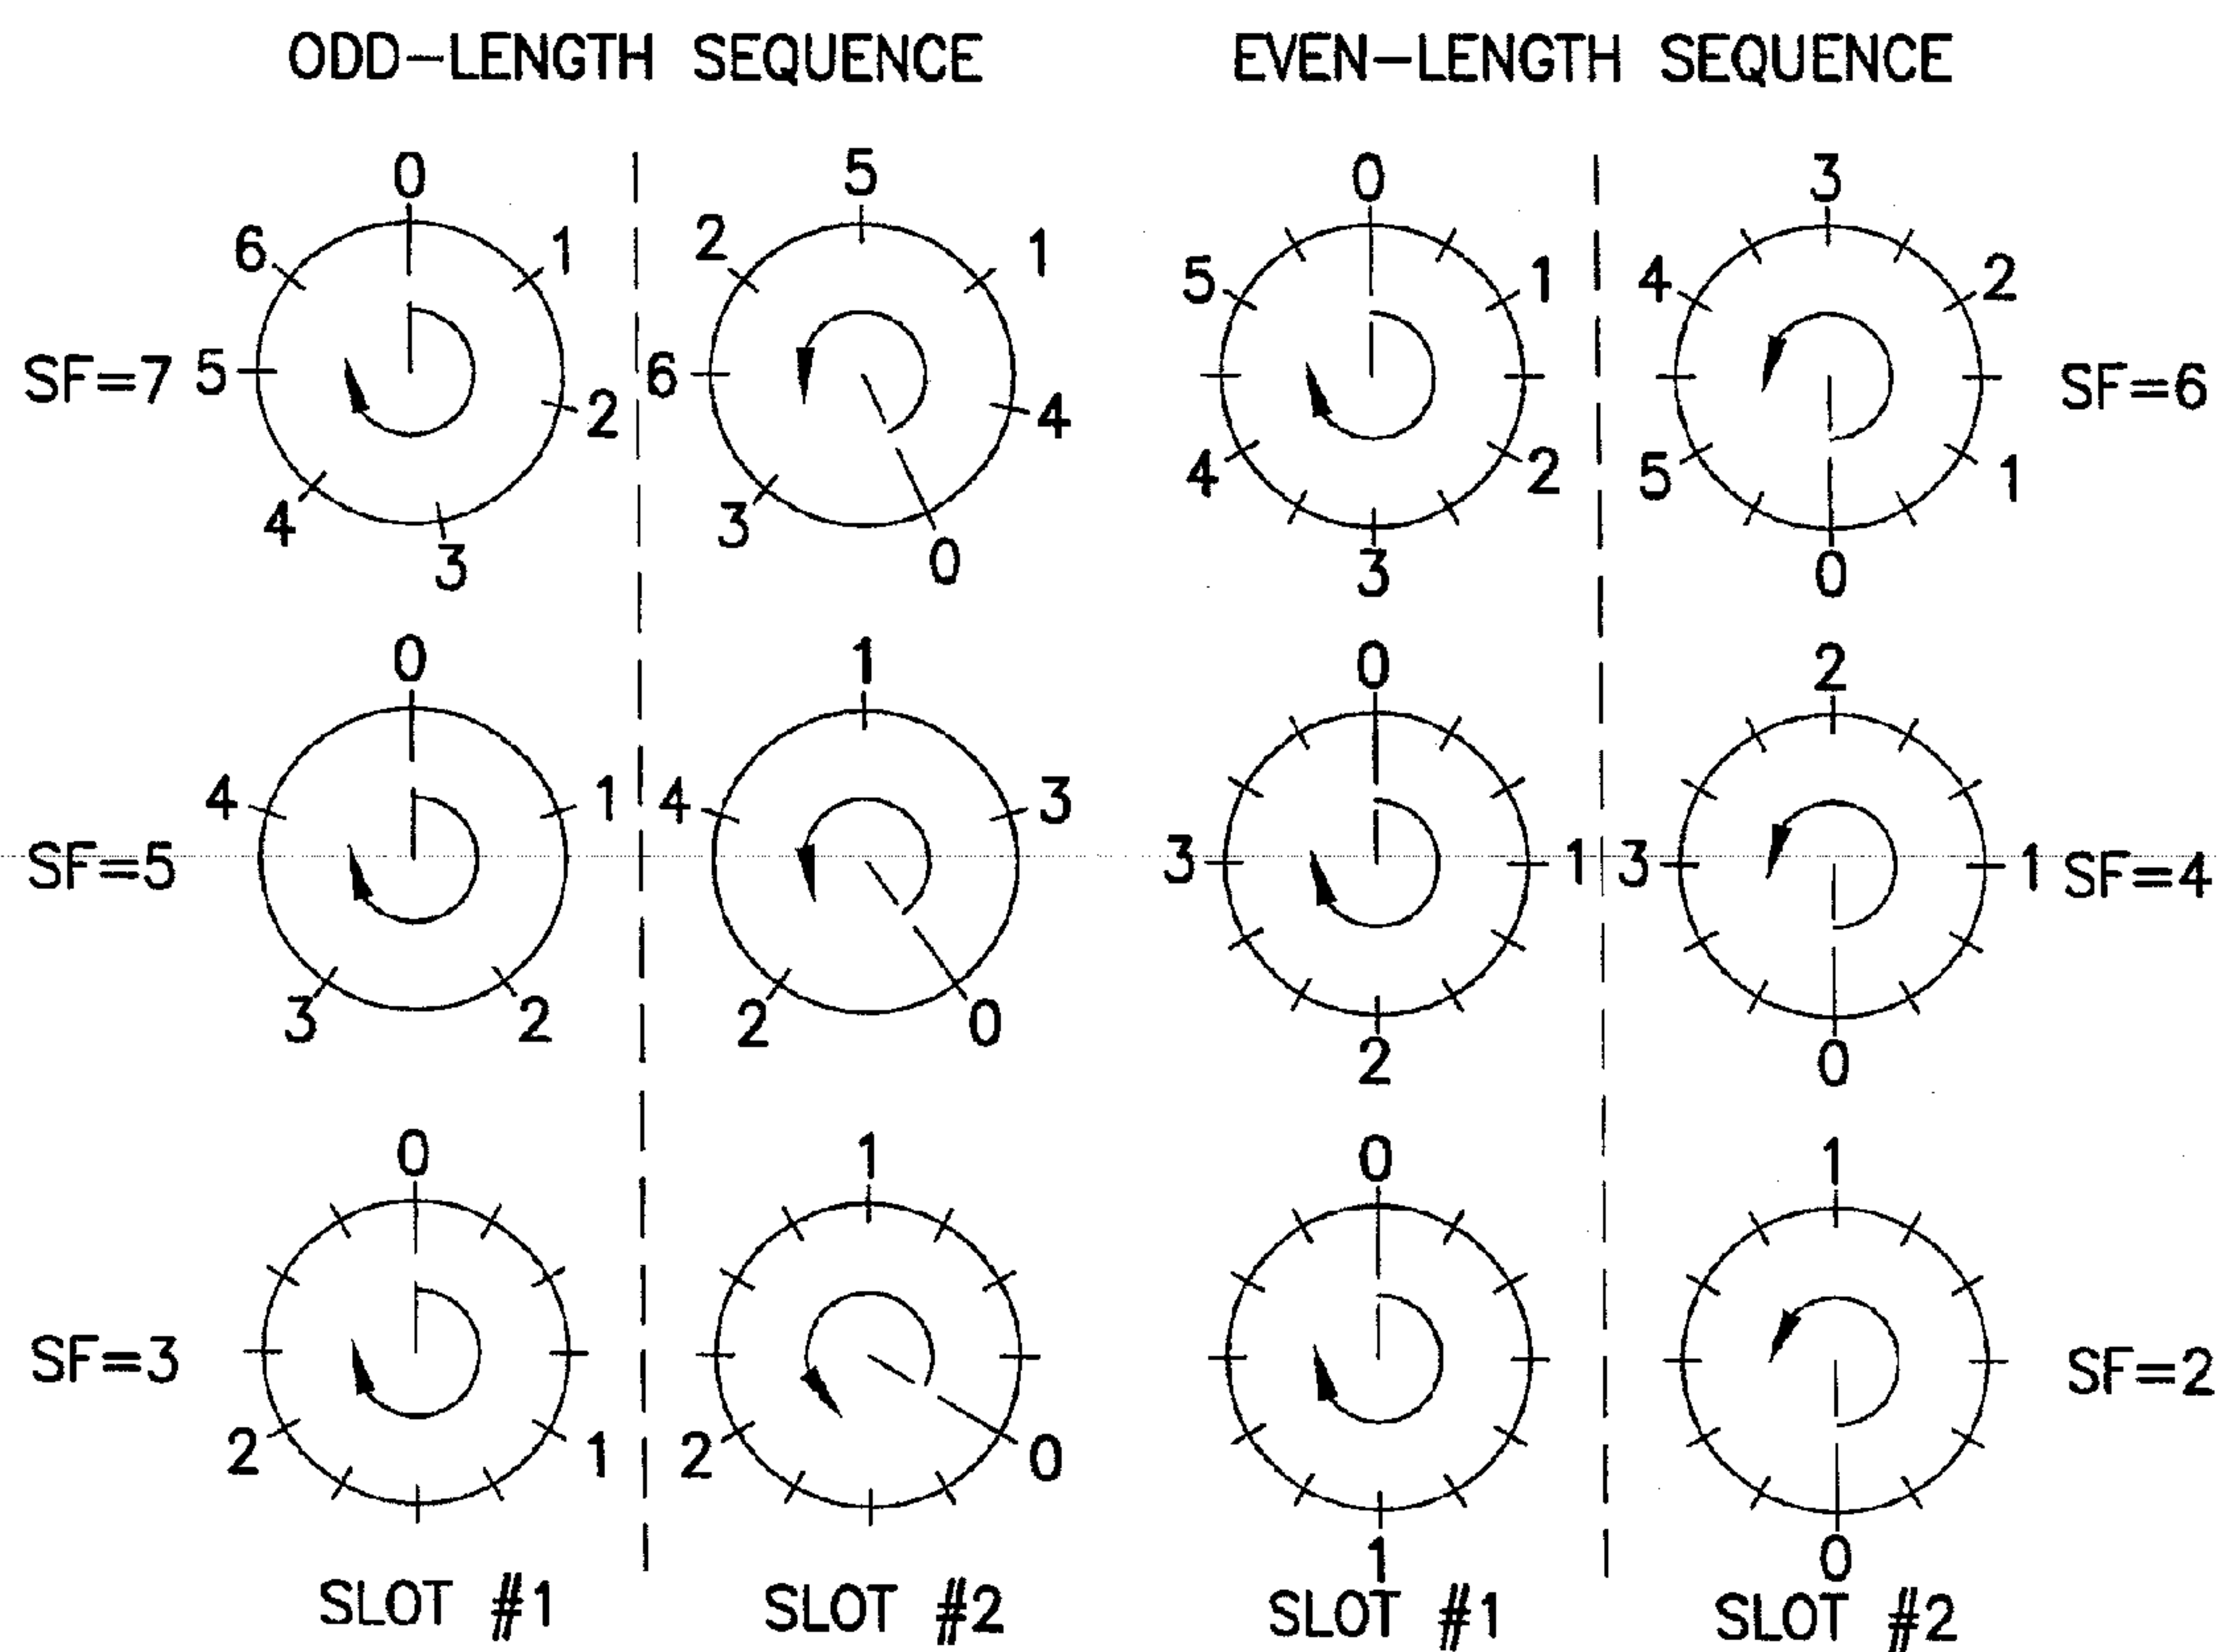 ODD-LENGTH SEQUENCE EVEN-LENGTH SEQUENCE
0 5 0 3
6 1 2 1 5 1 4 2
SF=7 5 2 6 4 SF=6
4 3 3 0 4 2 3 5 1 0
0 1 0 2
4 1 4 3
SF=5 3 1 3 1 SF=4
3 2 2 0 2 0
0 1 0 1
SF=3 SF=2
2 1 2 0
1 0
SLOT #1 SLOT #2 SLOT #1 SLOT #2